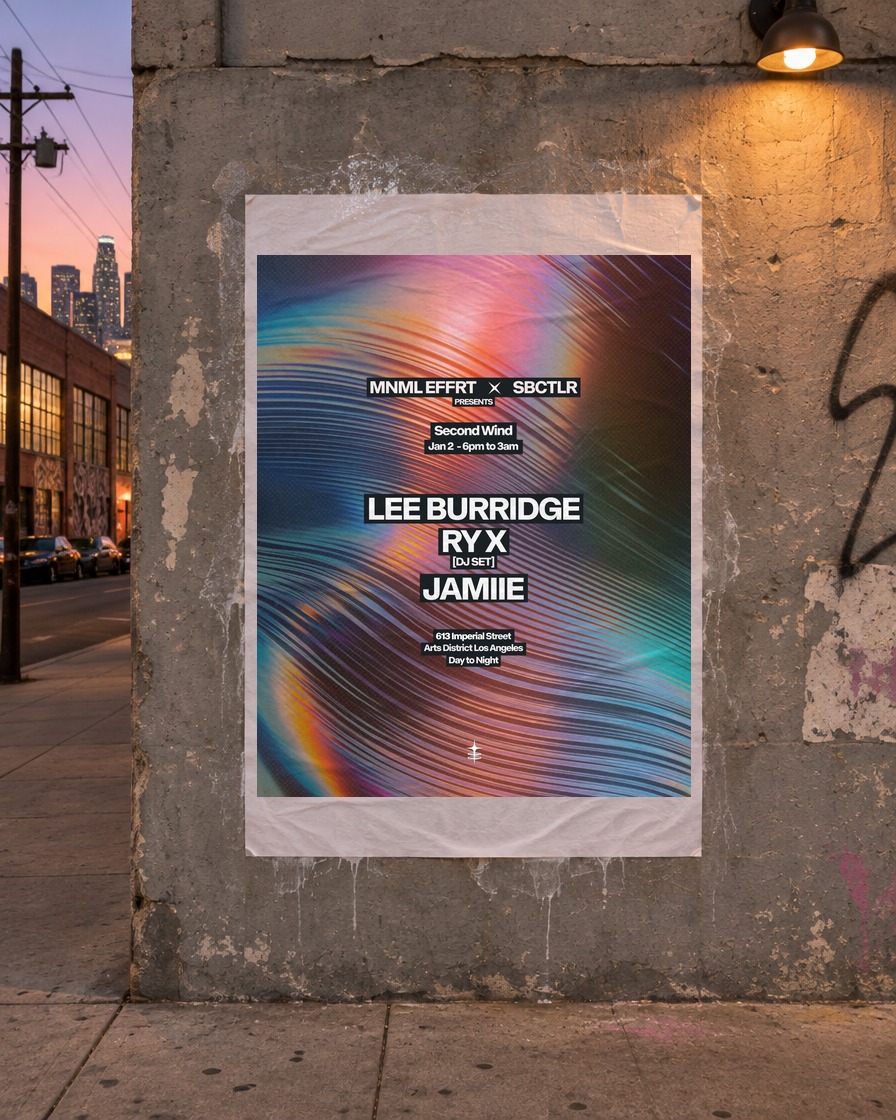 MNML EFFRT × SBCTLR
PRESENTS
Second Wind
Jan 2 - 6pm to 3am
LEE BURRIDGE
RY X
[DJ SET]
JAMIIE
613 Imperial Street
Arts District Los Angeles
Day to Night